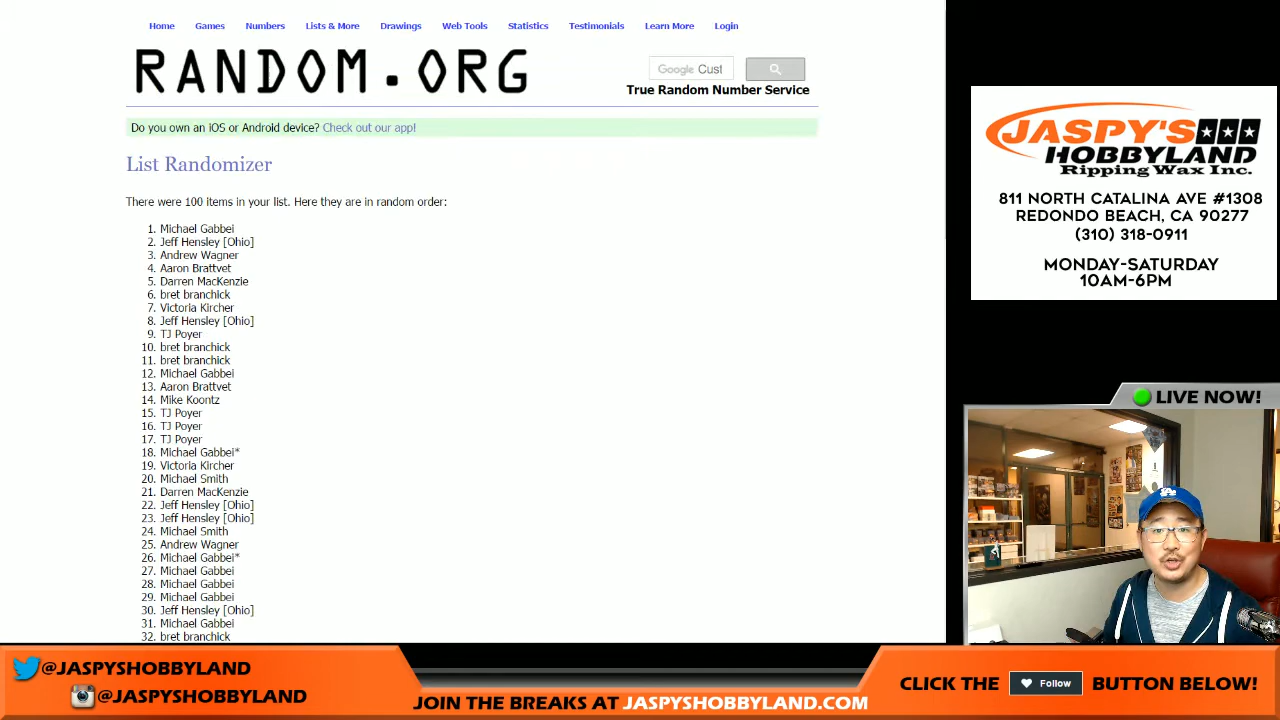 Home Games Numbers Lists & More Drawings Web Tools Statistics Testimonials Learn More Login
RANDOM.ORG
Google Cust
True Random Number Service
Do you own an iOS or Android device? Check out our app!
List Randomizer
There were 100 items in your list. Here they are in random order:
1. Michael Gabbei
2. Jeff Hensley [Ohio]
3. Andrew Wagner
4. Aaron Brattvet
5. Darren MacKenzie
6. bret branchick
7. Victoria Kircher
8. Jeff Hensley [Ohio]
9. TJ Poyer
10. bret branchick
11. bret branchick
12. Michael Gabbei
13. Aaron Brattvet
14. Mike Koontz
15. TJ Poyer
16. TJ Poyer
17. TJ Poyer
18. Michael Gabbei*
19. Victoria Kircher
20. Michael Smith
21. Darren MacKenzie
22. Jeff Hensley [Ohio]
23. Jeff Hensley [Ohio]
24. Michael Smith
25. Andrew Wagner
26. Michael Gabbei*
27. Michael Gabbei
28. Michael Gabbei
29. Michael Gabbei
30. Jeff Hensley [Ohio]
31. Michael Gabbei
32. bret branchick
JASPY'S
HOBBYLAND
Ripping Wax Inc.
811 NORTH CATALINA AVE #1308
REDONDO BEACH, CA 90277
(310) 318-0911
MONDAY-SATURDAY
10AM-6PM
LIVE NOW!
@JASPYSHOBBYLAND
@JASPYSHOBBYLAND
JOIN THE BREAKS AT JASPYSHOBBYLAND.COM
CLICK THE Follow BUTTON BELOW!